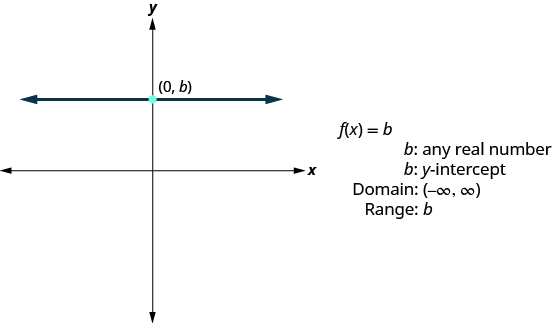 y
(0, b)
f(x) = b
b: any real number
x
b: y-intercept
Domain: (–∞, ∞)
Range: b